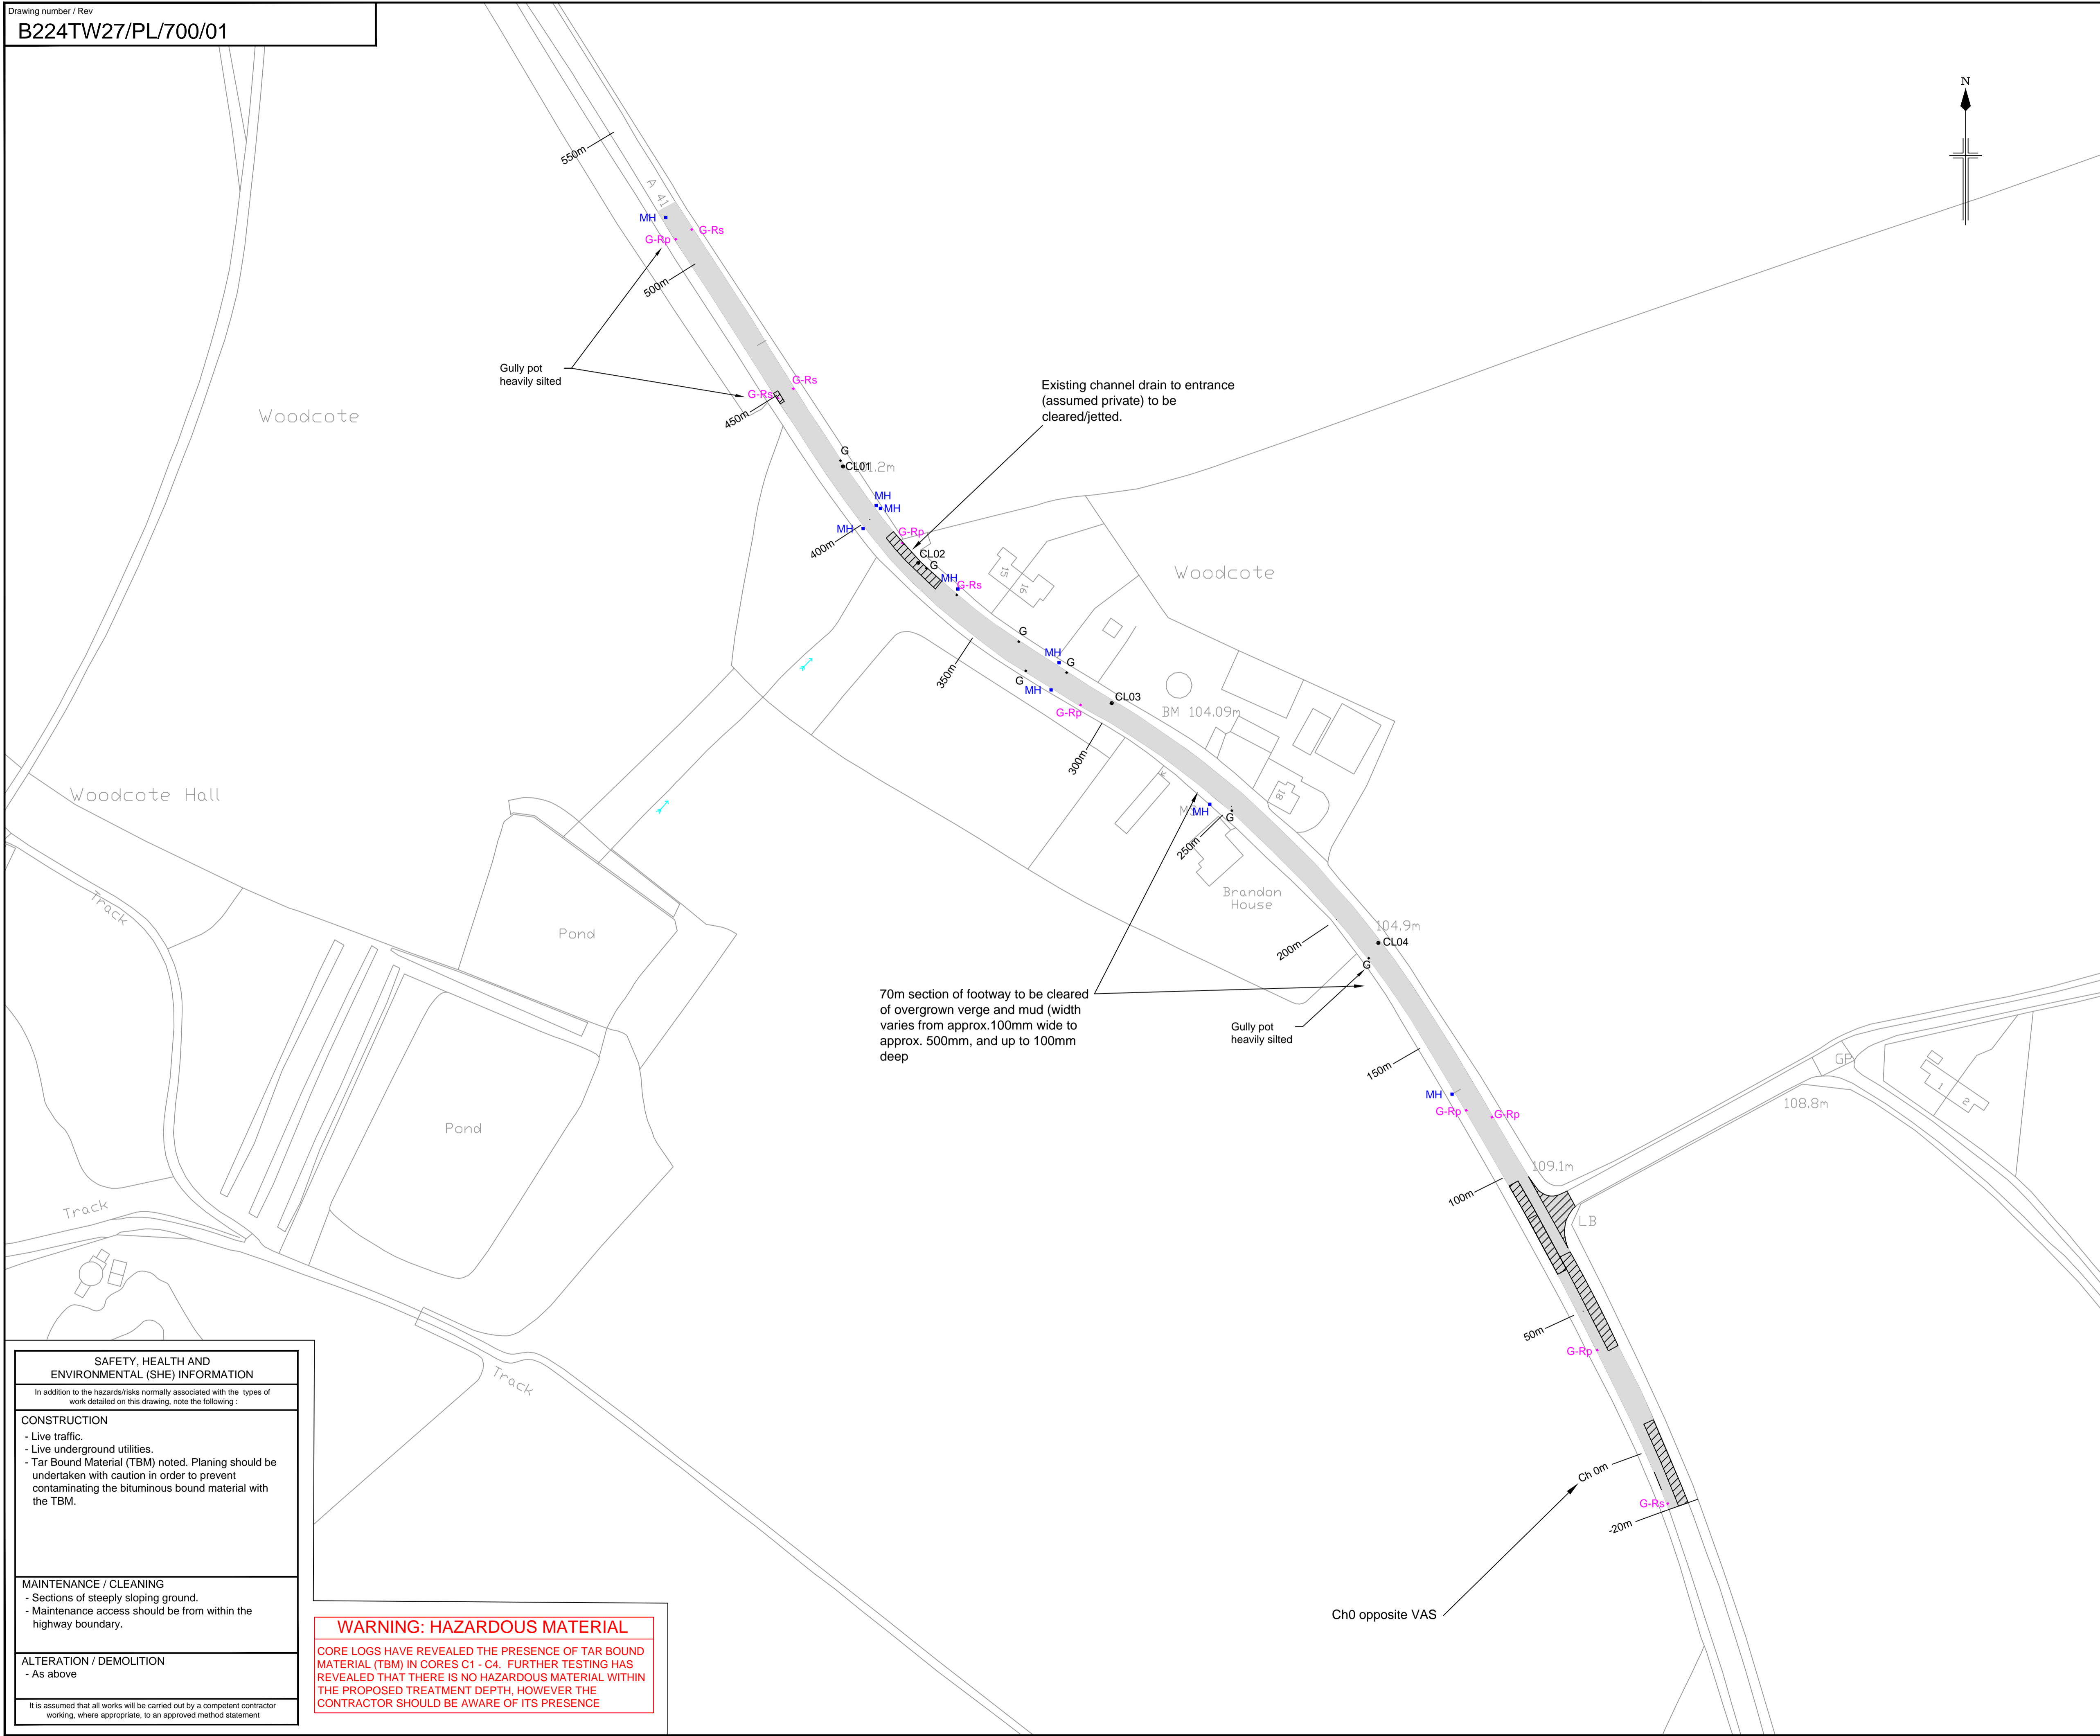 Drawing number / Rev
B224TW27/PL/700/01
N
550m
A 41
MH
G-Rp
G-Rs
500m
Gully pot
heavily silted
G-Rs
G-Rs
450m
Existing channel drain to entrance
(assumed private) to be
cleared/jetted.
Woodcote
G
CL01
MH
MH
MH
400m
G-Rp
CL02
G
MH
G-Rs
15
16
Woodcote
G
MH
G
350m
G
MH
G-Rp
CL03
BM 104.09m
300m
18
MH
G
250m
Woodcote Hall
Brandon
House
Track
Pond
104.9m
CL04
200m
G
70m section of footway to be cleared
of overgrown verge and mud (width
varies from approx.100mm wide to
approx. 500mm, and up to 100mm
deep
Gully pot
heavily silted
150m
GP
1
2
MH
G-Rp
G-Rp
108.8m
Pond
109.1m
100m
Track
LB
50m
G-Rp
Track
Ch 0m
G-Rs
-20m
Ch0 opposite VAS
SAFETY, HEALTH AND
ENVIRONMENTAL (SHE) INFORMATION
In addition to the hazards/risks normally associated with the types of
work detailed on this drawing, note the following :
CONSTRUCTION
- Live traffic.
- Live underground utilities.
- Tar Bound Material (TBM) noted. Planing should be
undertaken with caution in order to prevent
contaminating the bituminous bound material with
the TBM.
MAINTENANCE / CLEANING
- Sections of steeply sloping ground.
- Maintenance access should be from within the
highway boundary.
ALTERATION / DEMOLITION
- As above
It is assumed that all works will be carried out by a competent contractor
working, where appropriate, to an approved method statement
WARNING: HAZARDOUS MATERIAL
CORE LOGS HAVE REVEALED THE PRESENCE OF TAR BOUND
MATERIAL (TBM) IN CORES C1 - C4. FURTHER TESTING HAS
REVEALED THAT THERE IS NO HAZARDOUS MATERIAL WITHIN
THE PROPOSED TREATMENT DEPTH, HOWEVER THE
CONTRACTOR SHOULD BE AWARE OF ITS PRESENCE